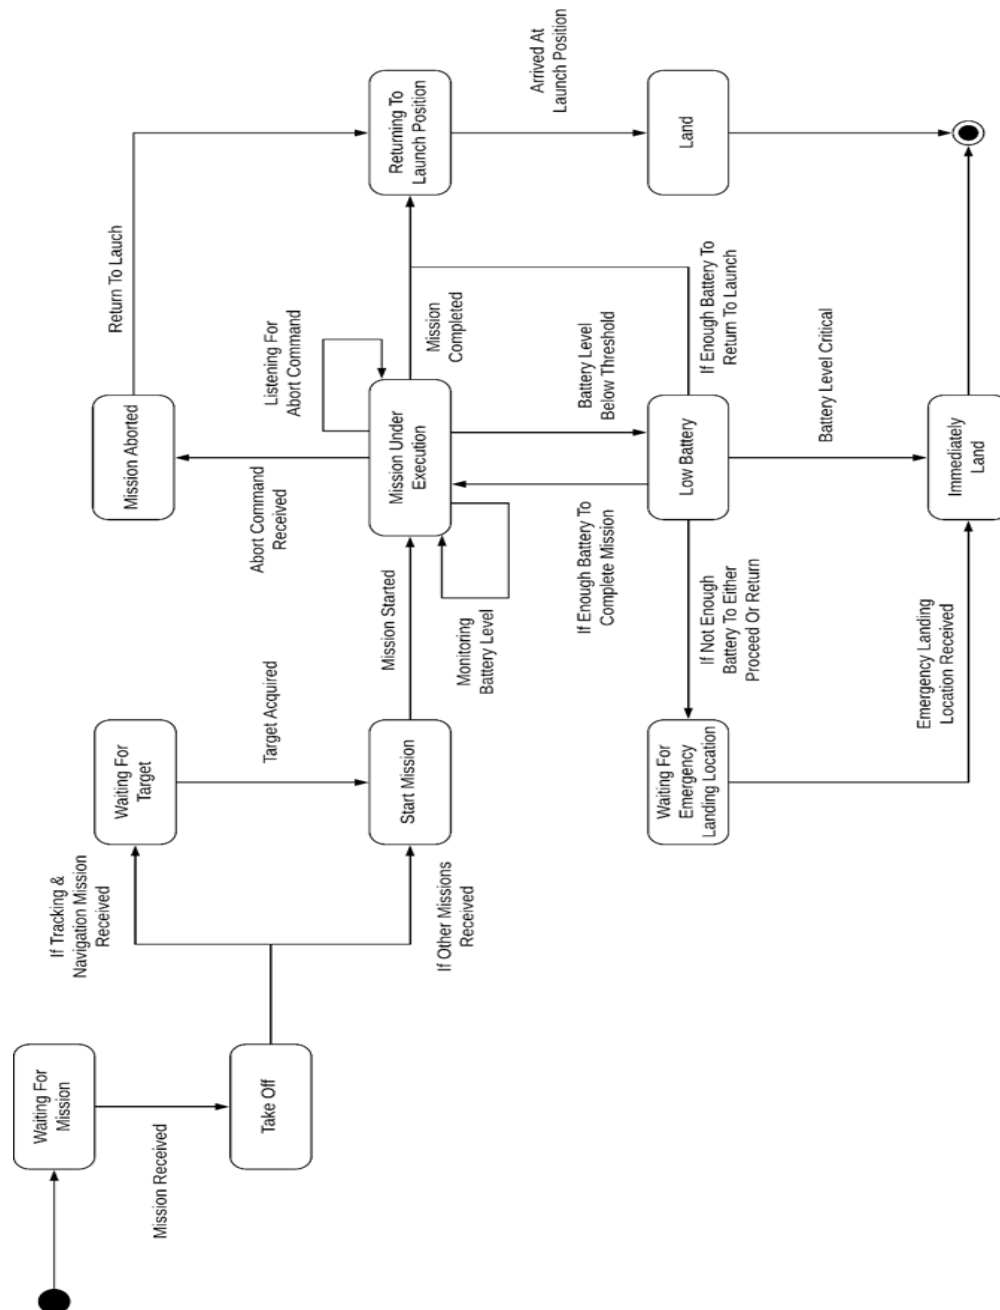 Waiting For
Mission
Mission Received
Take Off
If Tracking &
Navigation Mission
Received
If Other Missions
Received
Waiting For
Target
Target Acquired
Start Mission
Mission Started
Mission Under
Execution
Monitoring
Battery Level
Listening For
Abort Command
Abort Command
Received
Mission Aborted
Return To Lauch
Mission
Completed
Returning To
Launch Position
Arrived At
Launch Position
Land
Battery Level
Below Threshold
If Enough Battery To
Complete Mission
Low Battery
If Enough Battery To
Return To Launch
If Not Enough
Battery To Either
Proceed Or Return
Waiting For
Emergency
Landing Location
Emergency Landing
Location Received
Battery Level Critical
Immediately
Land